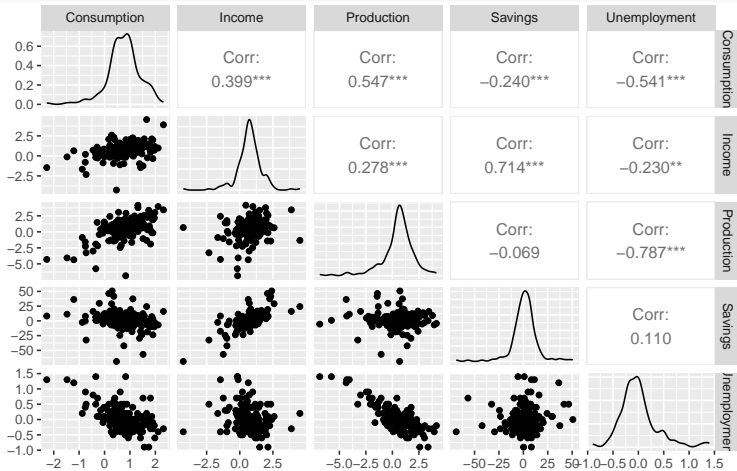 Consumption Income Production Savings Unemployment
0.6
0.4
0.2
0.0
Corr:
0.399***
Corr:
0.547***
Corr:
−0.240***
Corr:
−0.541***
Consumption
2.5
0.0
−2.5
Corr:
0.278***
Corr:
0.714***
Corr:
−0.230**
Income
2.5
0.0
−2.5
−5.0
Corr:
−0.069
Corr:
−0.787***
Production
50
25
0
−25
−50
Corr:
0.110
Savings
1.5
1.0
0.5
0.0
−0.5
−1.0
Unemployment
−2 −1 0 1 2 −2.5 0.0 2.5 −5.0 −2.5 0.0 2.5 −50 −25 0 25 50 −1.0 −0.5 0.0 0.5 1.0 1.5